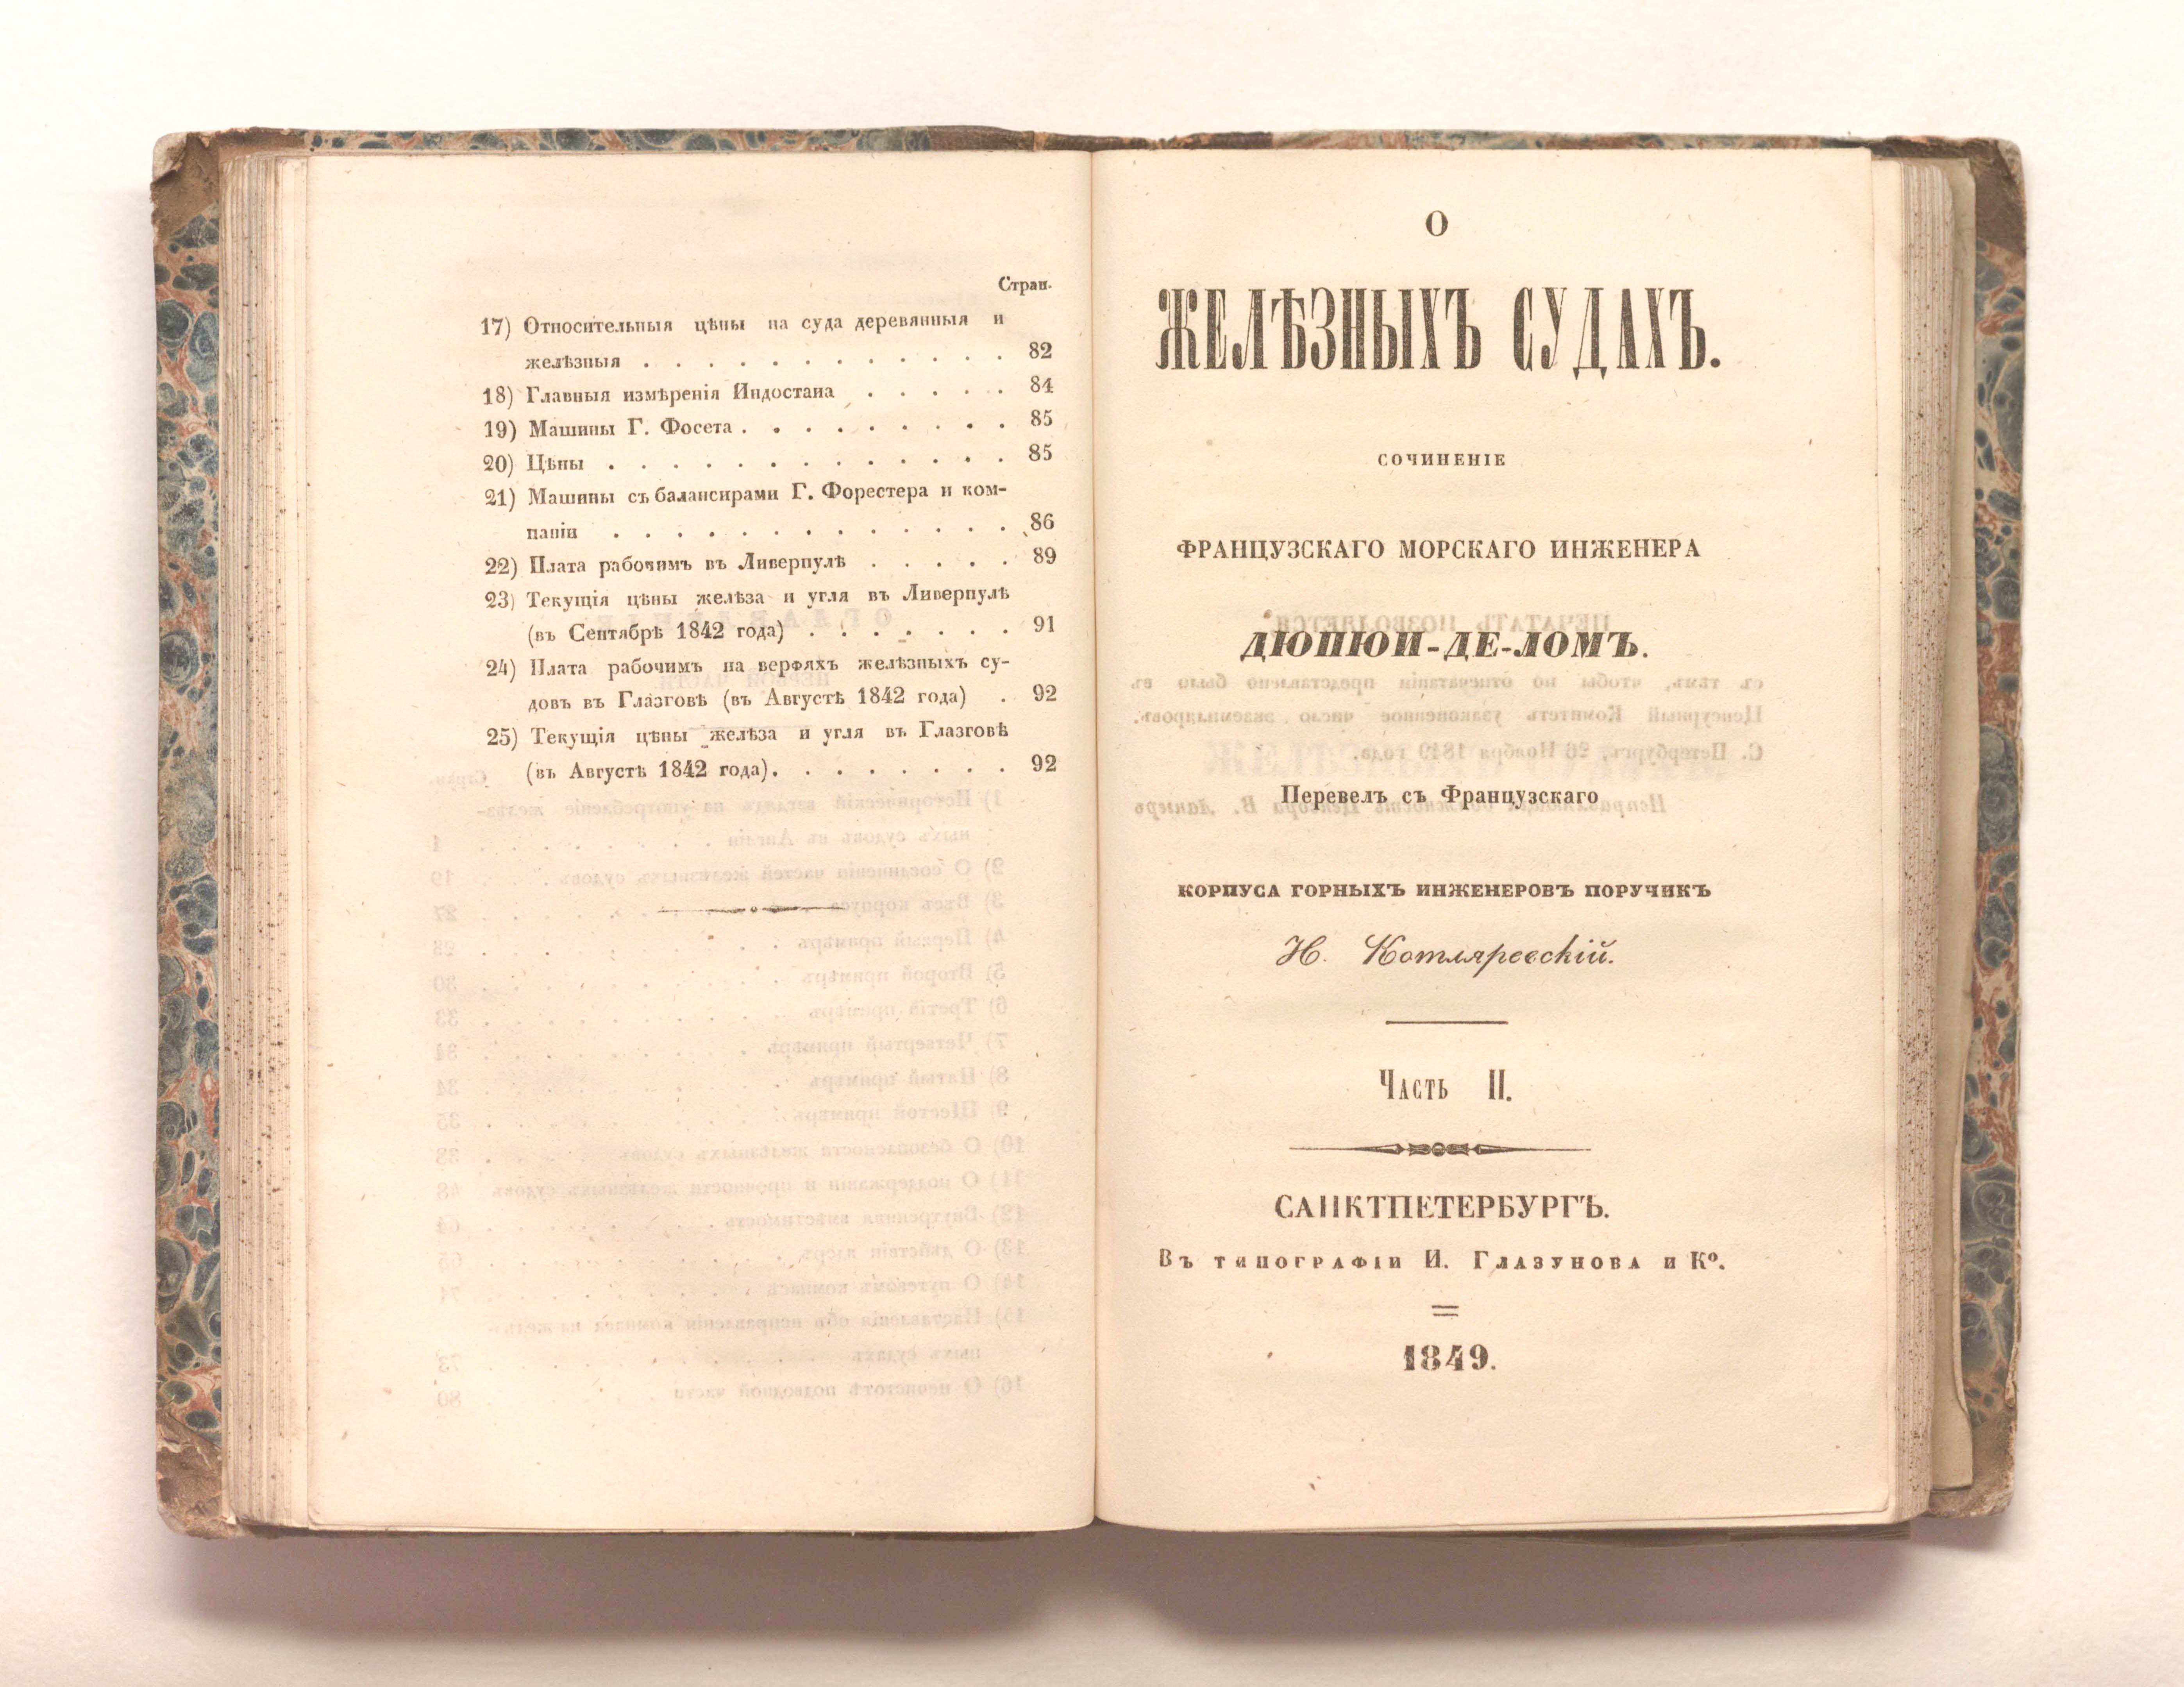 Стран.
17) Относительныя цѣны на суда деревянныя и
желѣзныя . . . . . . . . . . . . 82
18) Главныя измѣренія Индостана . . . . . 84
19) Машины Г. Фосета . . . . . . . . . 85
20) Цѣны . . . . . . . . . . . . . 85
21) Машины съ балансирами Г. Форестера и ком-
паніи . . . . . . . . . . . . . 86
22) Плата рабочимъ въ Ливерпулѣ . . . . . 89
23) Текущія цѣны желѣза и угля въ Ливерпулѣ
(въ Сентябрѣ 1842 года) . . . . . . . 91
24) Плата рабочимъ на верфяхъ желѣзныхъ су-
довъ въ Глазговѣ (въ Августѣ 1842 года) . 92
25) Текущія цѣны желѣза и угля въ Глазговѣ
(въ Августѣ 1842 года). . . . . . . . 92
О
ЖЕЛѢЗНЫХЪ СУДАХЪ.
СОЧИНЕНІЕ
ФРАНЦУЗСКАГО МОРСКАГО ИНЖЕНЕРА
ДЮПЮИ-ДЕ-ЛОМЪ.
Перевелъ съ Французскаго
КОРПУСА ГОРНЫХЪ ИНЖЕНЕРОВЪ ПОРУЧИКЪ
Н. Котляревскій.
Часть II.
САНКТПЕТЕРБУРГЪ.
Въ типографіи И. Глазунова и Ко.
1849.